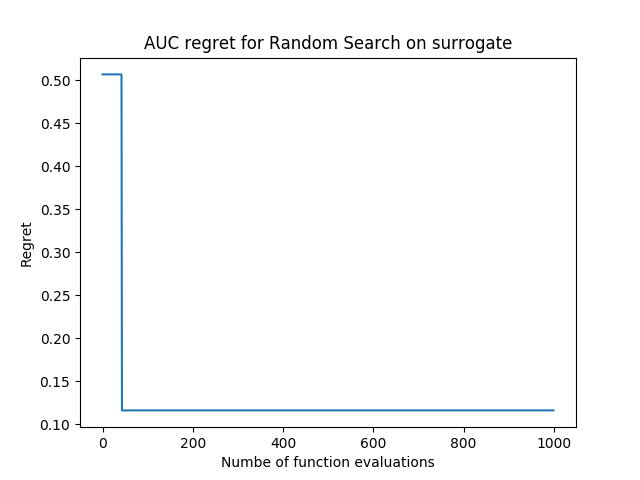 AUC regret for Random Search on surrogate
0.50
0.45
0.40
0.35
0.30
0.25
0.20
0.15
0.10
Regret
0 200 400 600 800 1000
Numbe of function evaluations